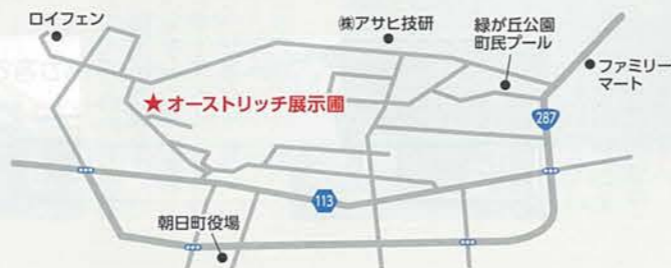 ロイフェン
㈱アサヒ技研
緑が丘公園
町民プール
ファミリー
マート
★オーストリッチ展示圃
287
113
朝日町役場